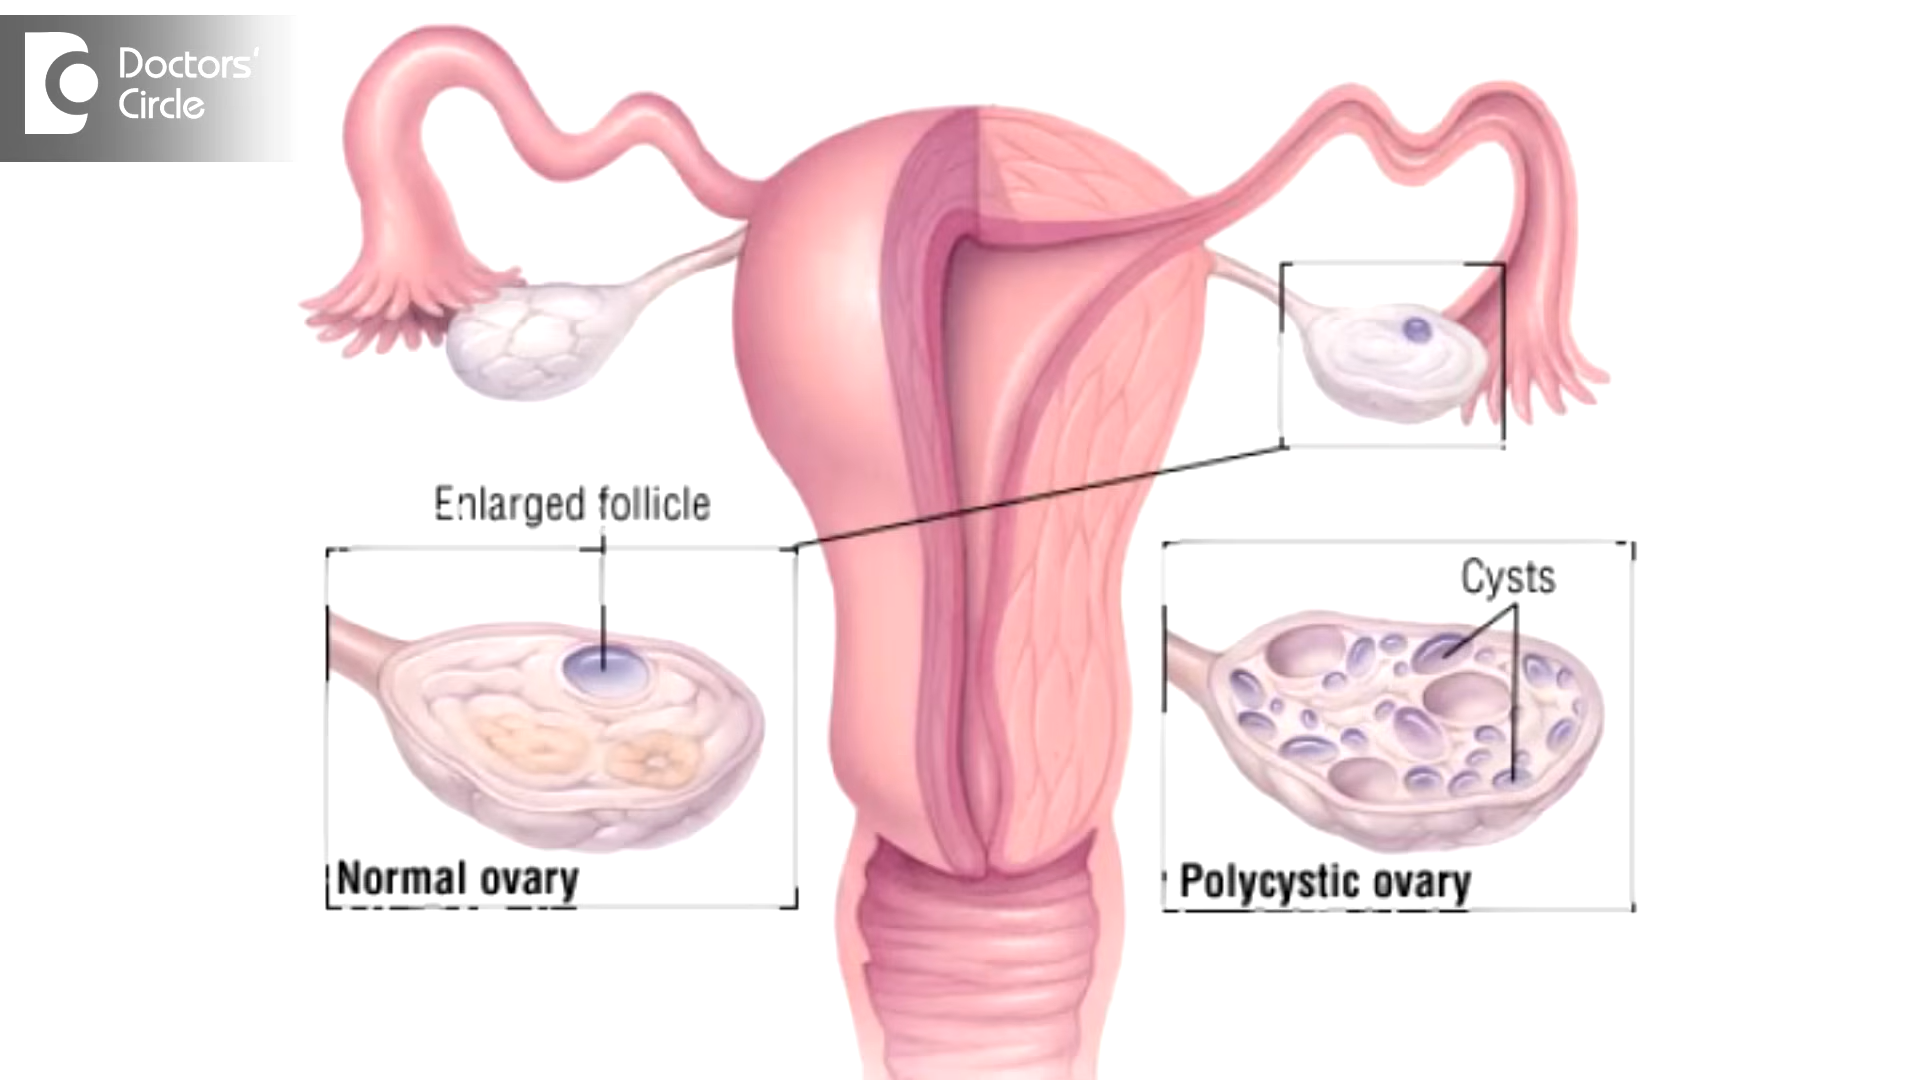 Doctors'
Circle
Enlarged follicle
Cysts
Normal ovary
Polycystic ovary